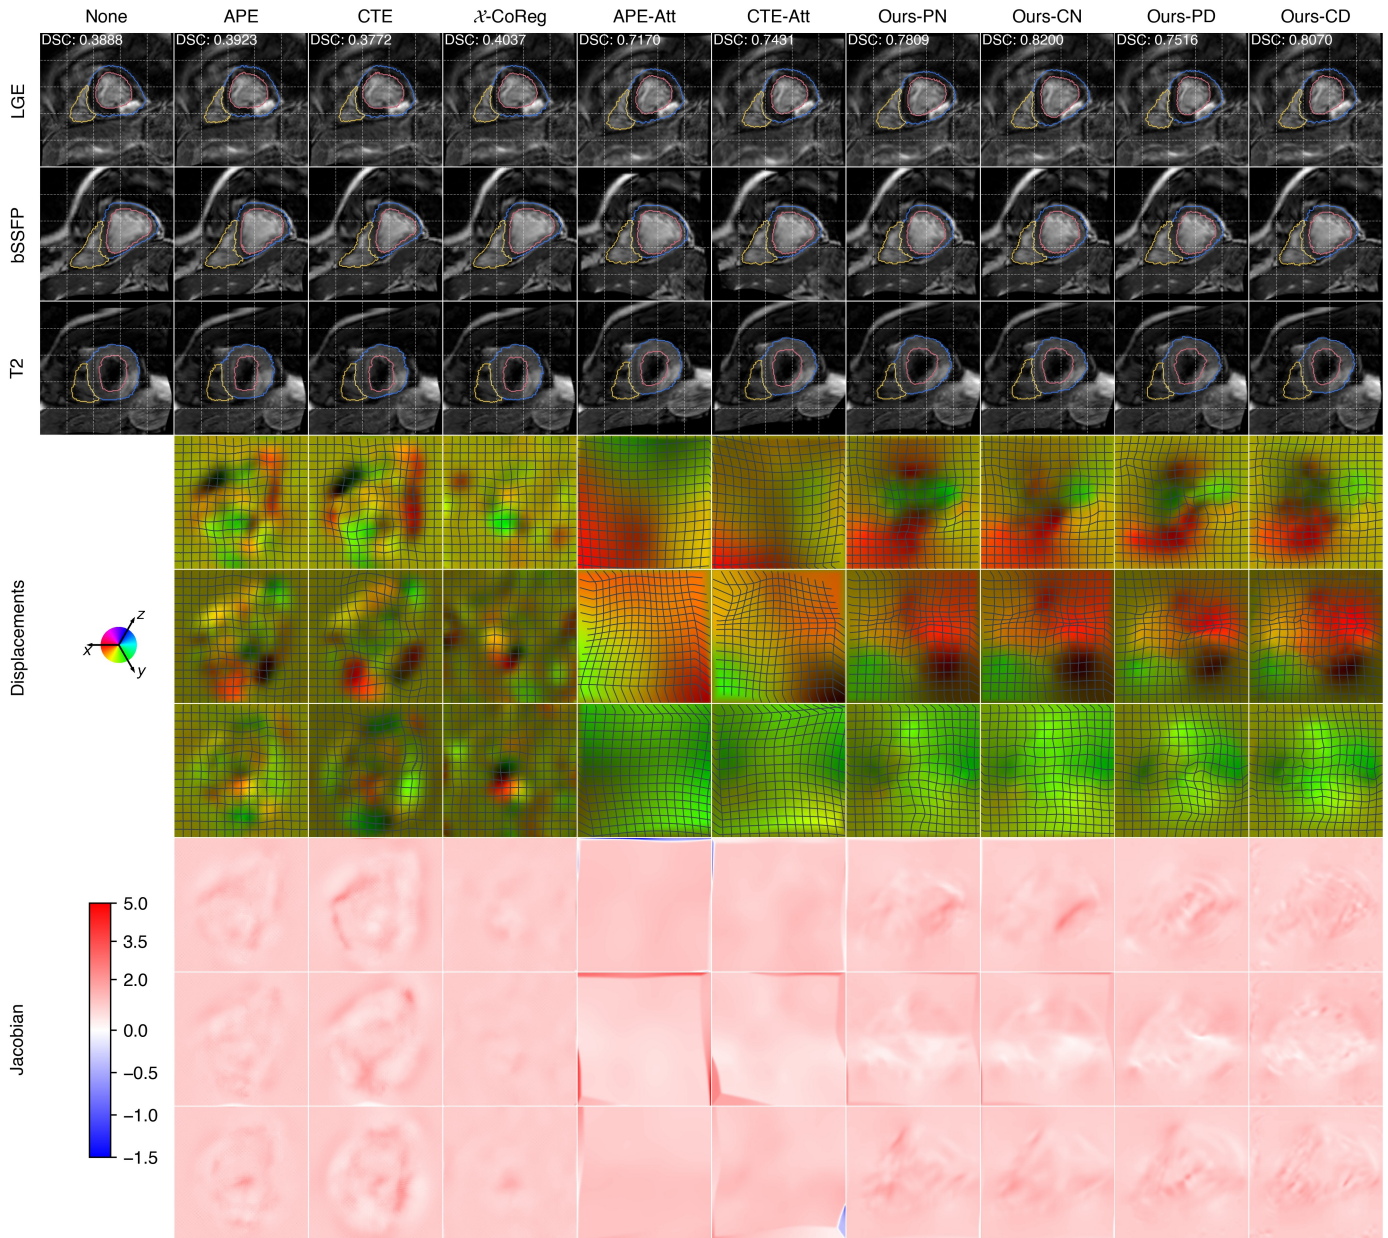 None APE CTE 𝒳-CoReg APE-Att CTE-Att Ours-PN Ours-CN Ours-PD Ours-CD
DSC: 0.3888 DSC: 0.3923 DSC: 0.3772 DSC: 0.4037 DSC: 0.7170 DSC: 0.7431 DSC: 0.7809 DSC: 0.8200 DSC: 0.7516 DSC: 0.8070
LGE
bSSFP
T2
Displacements
z
x
y
Jacobian
5.0
3.5
2.0
0.0
−0.5
−1.0
−1.5